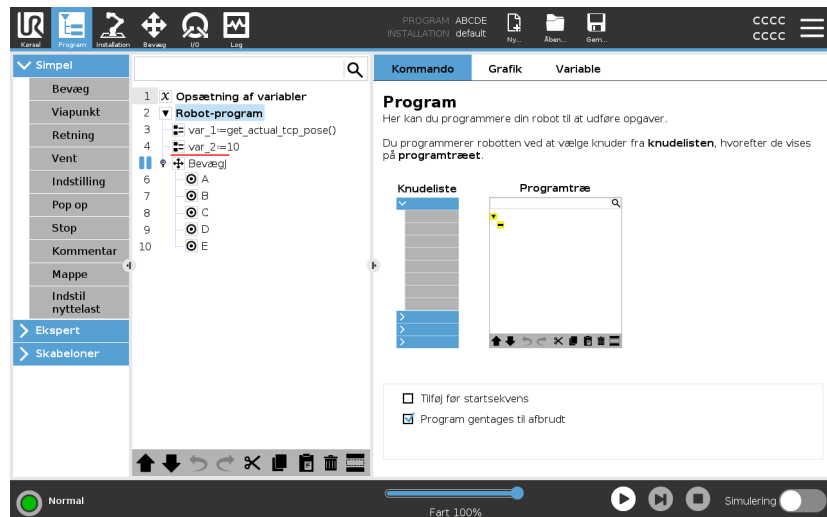 UR
PROGRAM ABCDE
INSTALLATION default
Kørsel Program Installation Bevæg I/O Log
Ny... Åben... Gem...
CCCC
CCCC
Simpel
Bevæg
Viapunkt
Retning
Vent
Indstilling
Pop op
Stop
Kommentar
Mappe
Indstil
nyttelast
Ekspert
Skabeloner
1 X Opsætning af variabler
2 Robot-program
3 var_1:=get_actual_tcp_pose()
4 var_2:=10
BevægJ
6 A
7 B
8 C
9 D
10 E
Kommando Grafik Variable
Program
Her kan du programmere din robot til at udføre opgaver.
Du programmerer robotten ved at vælge knuder fra knudelisten, hvorefter de vises
på programtræet.
Knudeliste Programtræ
Tilføj før startsekvens
Program gentages til afbrudt
Normal
Fart 100%
Simulering